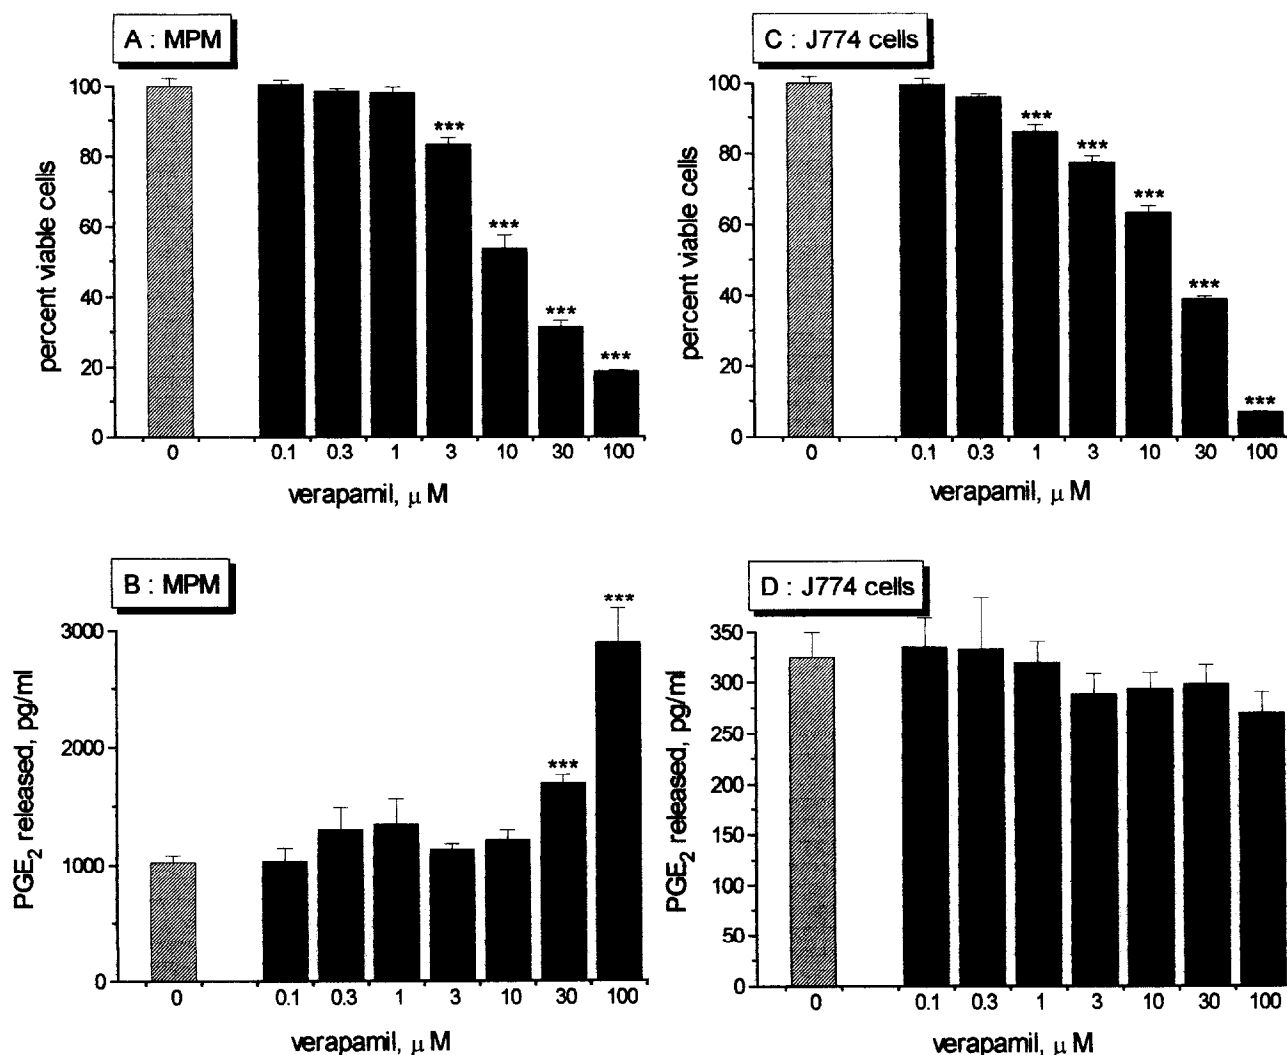 A : MPM
percent viable cells
100
80
60
40
20
0
***
***
***
***
0 0.1 0.3 1 3 10 30 100
verapamil, μ M
C : J774 cells
percent viable cells
100
80
60
40
20
0
***
***
***
***
***
0 0.1 0.3 1 3 10 30 100
verapamil, μ M
B : MPM
PGE2 released, pg/ml
3000
2000
1000
0
***
***
0 0.1 0.3 1 3 10 30 100
verapamil, μ M
D : J774 cells
PGE2 released, pg/ml
350
300
250
200
150
100
50
0
0 0.1 0.3 1 3 10 30 100
verapamil, μ M